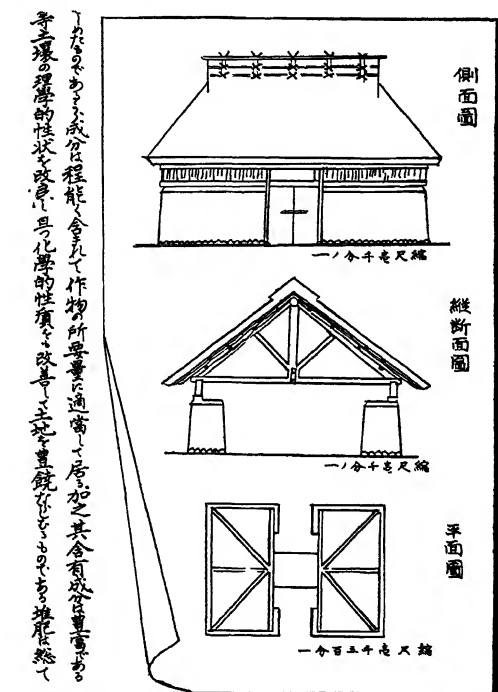 側面圖
縮尺壱千分ノ一
縱断面圖
縮尺壱千分ノ一
平面圖
縮尺壱千五百分一
しめたものである、成分は程能く含まれて作物の所要量に適當して居る、加之其含有成分は豊富である
等土壤の理學的性状を改良し且つ化學的性質をも改善して土地を豊饒ならしむるものである堆肥は総て